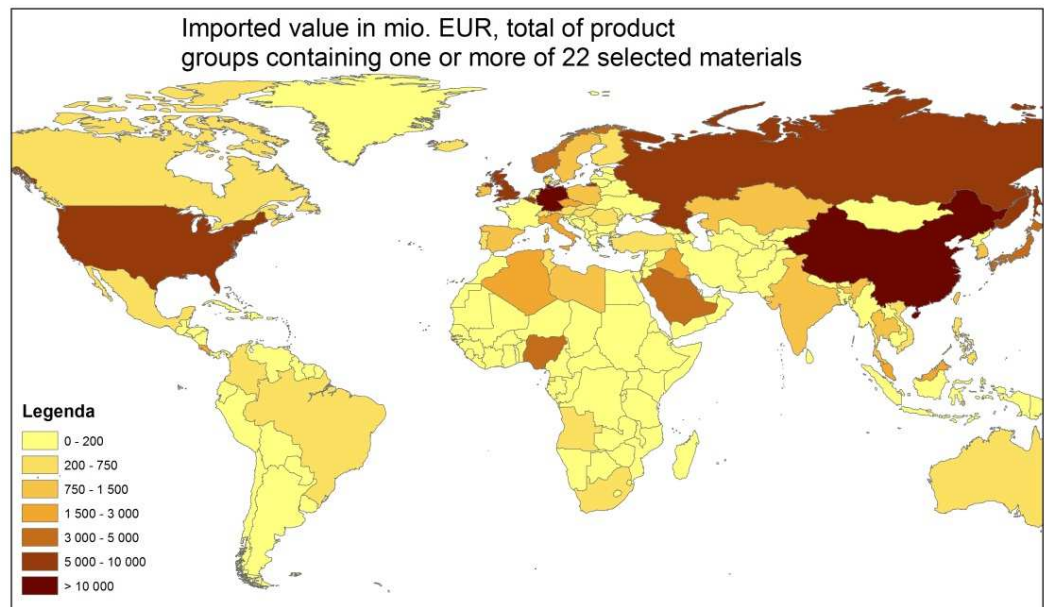 Imported value in mio. EUR, total of product
groups containing one or more of 22 selected materials
Legenda
0 - 200
200 - 750
750 - 1 500
1 500 - 3 000
3 000 - 5 000
5 000 - 10 000
> 10 000